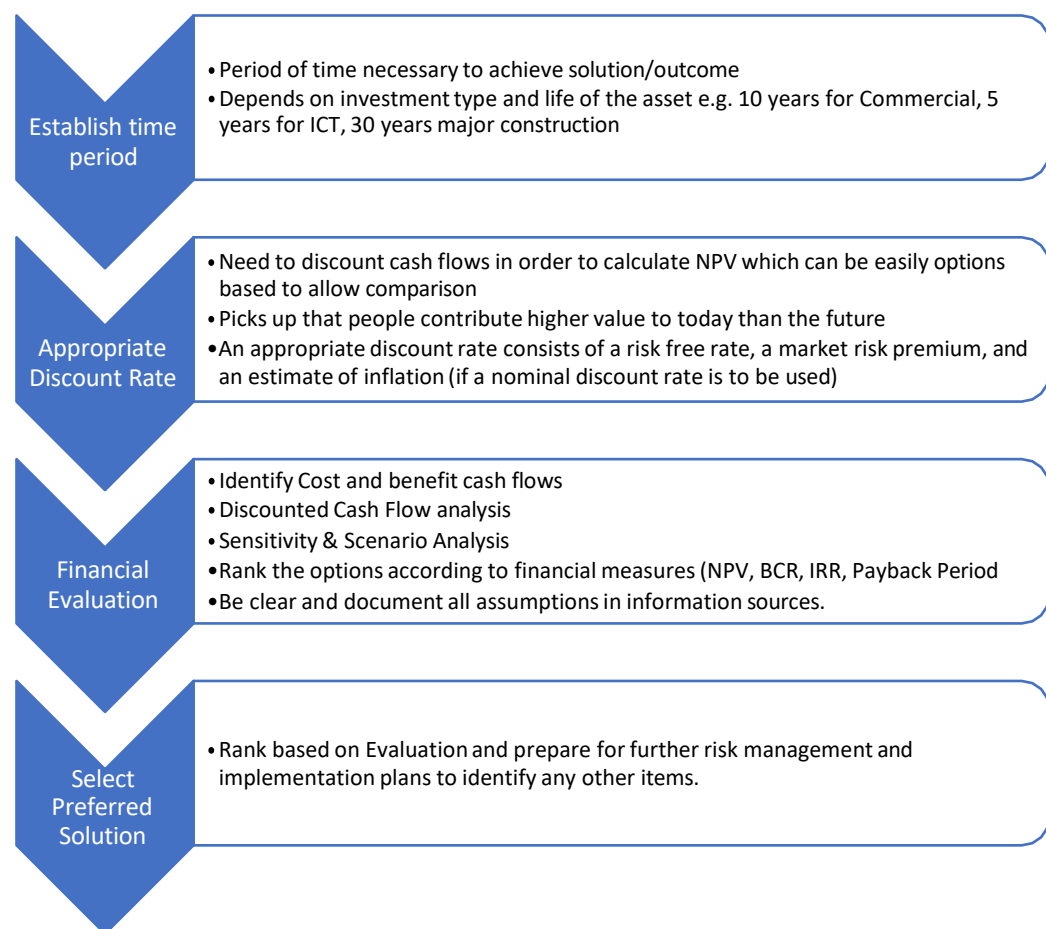 Establish time
period
•Period of time necessary to achieve solution/outcome
•Depends on investment type and life of the asset e.g. 10 years for Commercial, 5
years for ICT, 30 years major construction
Appropriate
Discount Rate
•Need to discount cash flows in order to calculate NPV which can be easily options
based to allow comparison
•Picks up that people contribute higher value to today than the future
•An appropriate discount rate consists of a risk free rate, a market risk premium, and
an estimate of inflation (if a nominal discount rate is to be used)
Financial
Evaluation
•Identify Cost and benefit cash flows
•Discounted Cash Flow analysis
•Sensitivity & Scenario Analysis
•Rank the options according to financial measures (NPV, BCR, IRR, Payback Period
•Be clear and document all assumptions in information sources.
Select
Preferred
Solution
•Rank based on Evaluation and prepare for further risk management and
implementation plans to identify any other items.